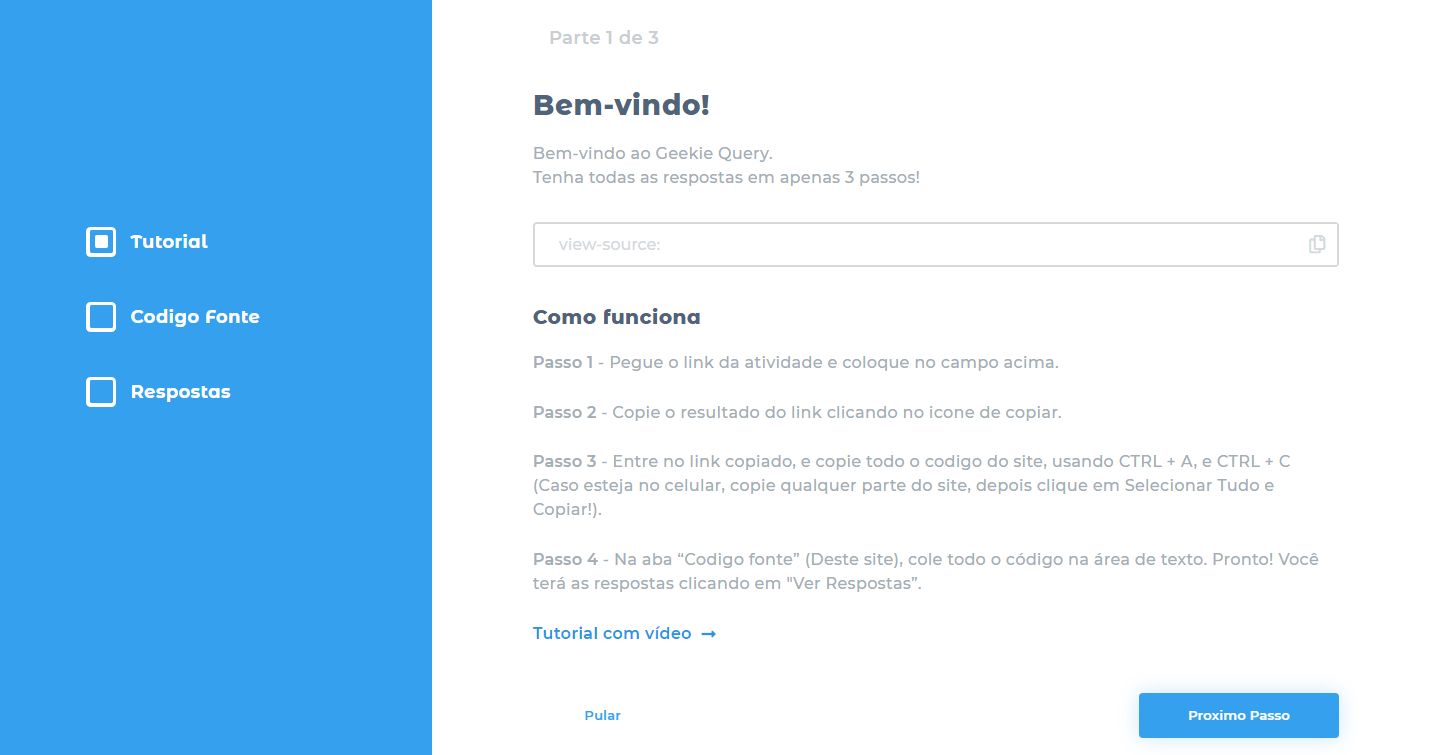 Parte 1 de 3
Bem-vindo!
Bem-vindo ao Geekie Query.
Tenha todas as respostas em apenas 3 passos!
view-source:
Tutorial
Codigo Fonte
Respostas
Como funciona
Passo 1 - Pegue o link da atividade e coloque no campo acima.
Passo 2 - Copie o resultado do link clicando no icone de copiar.
Passo 3 - Entre no link copiado, e copie todo o codigo do site, usando CTRL + A, e CTRL + C
(Caso esteja no celular, copie qualquer parte do site, depois clique em Selecionar Tudo e
Copiar!).
Passo 4 - Na aba “Codigo fonte” (Deste site), cole todo o código na área de texto. Pronto! Você
terá as respostas clicando em "Ver Respostas”.
Tutorial com vídeo →
Pular
Proximo Passo